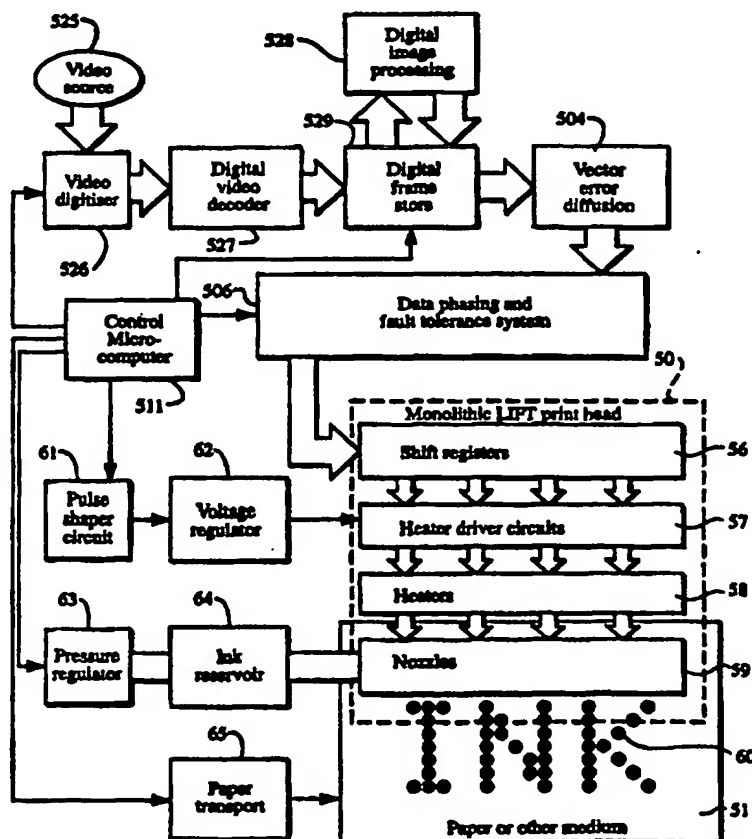 525
Video
source
528
Digital
image
processing
529
504
Video
digitiser
526
Digital
video
decoder
527
Digital
frame
store
Vector
error
diffusion
506
Control
Micro-
computer
511
Data phasing and
fault tolerance system
50
Monolithic LIFT print head
Shift registers
56
61
Pulse
shaper
circuit
62
Voltage
regulator
Heater driver circuits
57
Heaters
58
63
Pressure
regulator
64
Ink
reservoir
Nozzles
59
INK
60
65
Paper
transport
51
Paper or other medium